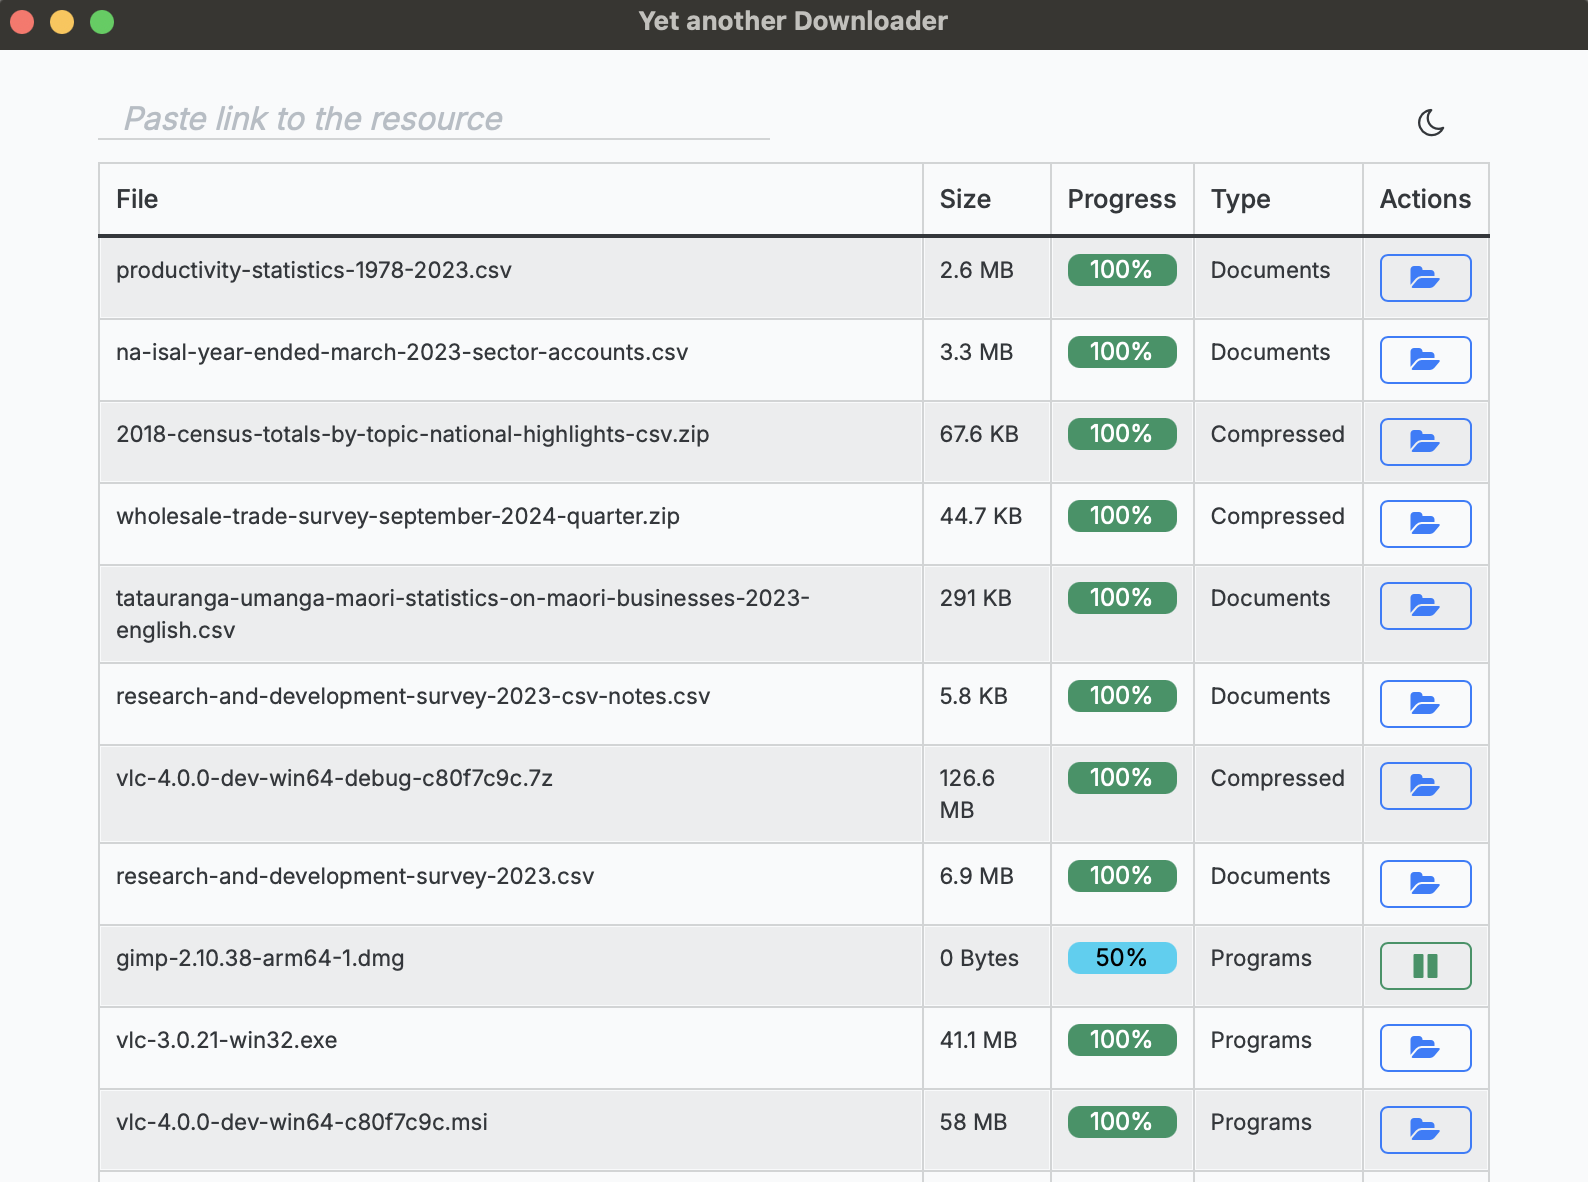 Yet another Downloader
Paste link to the resource
File Size Progress Type Actions
productivity-statistics-1978-2023.csv 2.6 MB 100% Documents
na-isal-year-ended-march-2023-sector-accounts.csv 3.3 MB 100% Documents
2018-census-totals-by-topic-national-highlights-csv.zip 67.6 KB 100% Compressed
wholesale-trade-survey-september-2024-quarter.zip 44.7 KB 100% Compressed
tatauranga-umanga-maori-statistics-on-maori-businesses-2023- 291 KB 100% Documents
english.csv
research-and-development-survey-2023-csv-notes.csv 5.8 KB 100% Documents
vlc-4.0.0-dev-win64-debug-c80f7c9c.7z 126.6 100% Compressed
MB
research-and-development-survey-2023.csv 6.9 MB 100% Documents
gimp-2.10.38-arm64-1.dmg 0 Bytes 50% Programs
vlc-3.0.21-win32.exe 41.1 MB 100% Programs
vlc-4.0.0-dev-win64-c80f7c9c.msi 58 MB 100% Programs